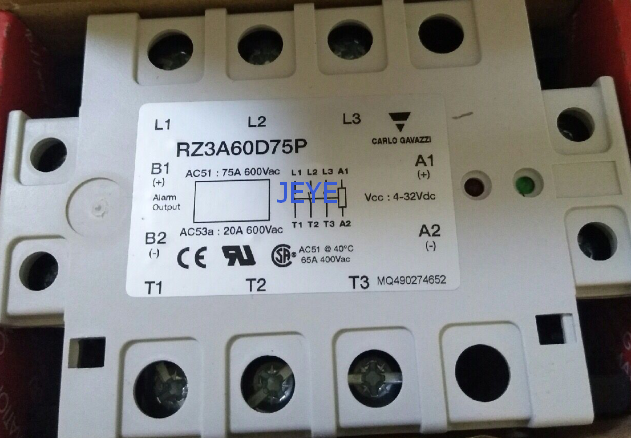 L1 L2 L3
CARLO GAVAZZI
RZ3A60D75P
B1
(+)
AC51 : 75A 600Vac
L1 L2 L3 A1
A1
(+)
Alarm
Output
JEYE
Vcc : 4-32Vdc
T1 T2 T3 A2
B2
(-)
AC53a : 20A 600Vac
A2
(-)
CE
SA
AC51 @ 40°C
65A 400Vac
T1 T2 T3
MQ490274652